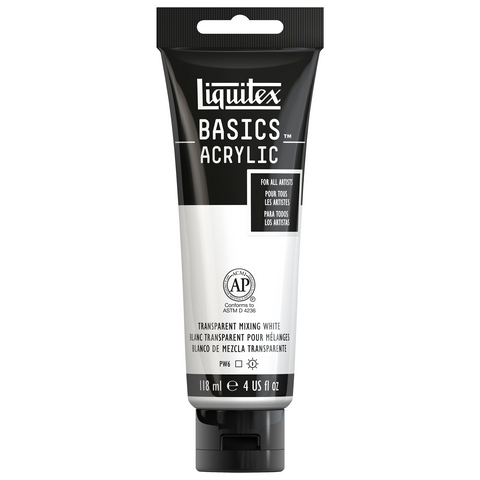 Liquitex
BASICS™
ACRYLIC
FOR ALL ARTISTS
POUR TOUS
LES ARTISTES
PARA TODOS
LOS ARTISTAS
ACMI
AP
®
Conforms to
ASTM D 4236
TRANSPARENT MIXING WHITE
BLANC TRANSPARENT POUR MÉLANGES
BLANCO DE MEZCLA TRANSPARENTE
PW6 I
118 ml ℮ 4 US fl oz